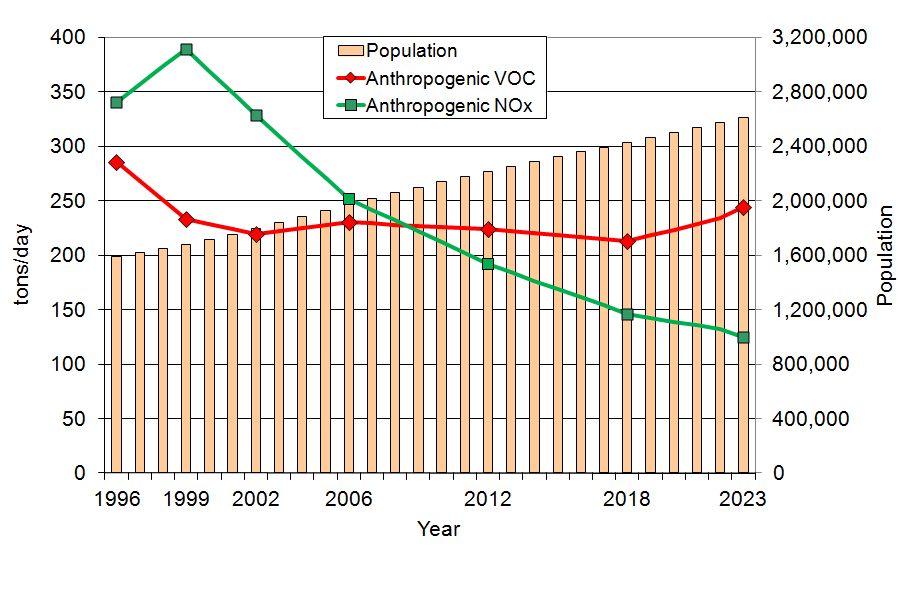 400
350
300
250
200
150
100
50
0
tons/day
Population
Anthropogenic VOC
Anthropogenic NOx
3,200,000
2,800,000
2,400,000
2,000,000
1,600,000
1,200,000
800,000
400,000
0
Population
1996 1999 2002 2006 2012 2018 2023
Year